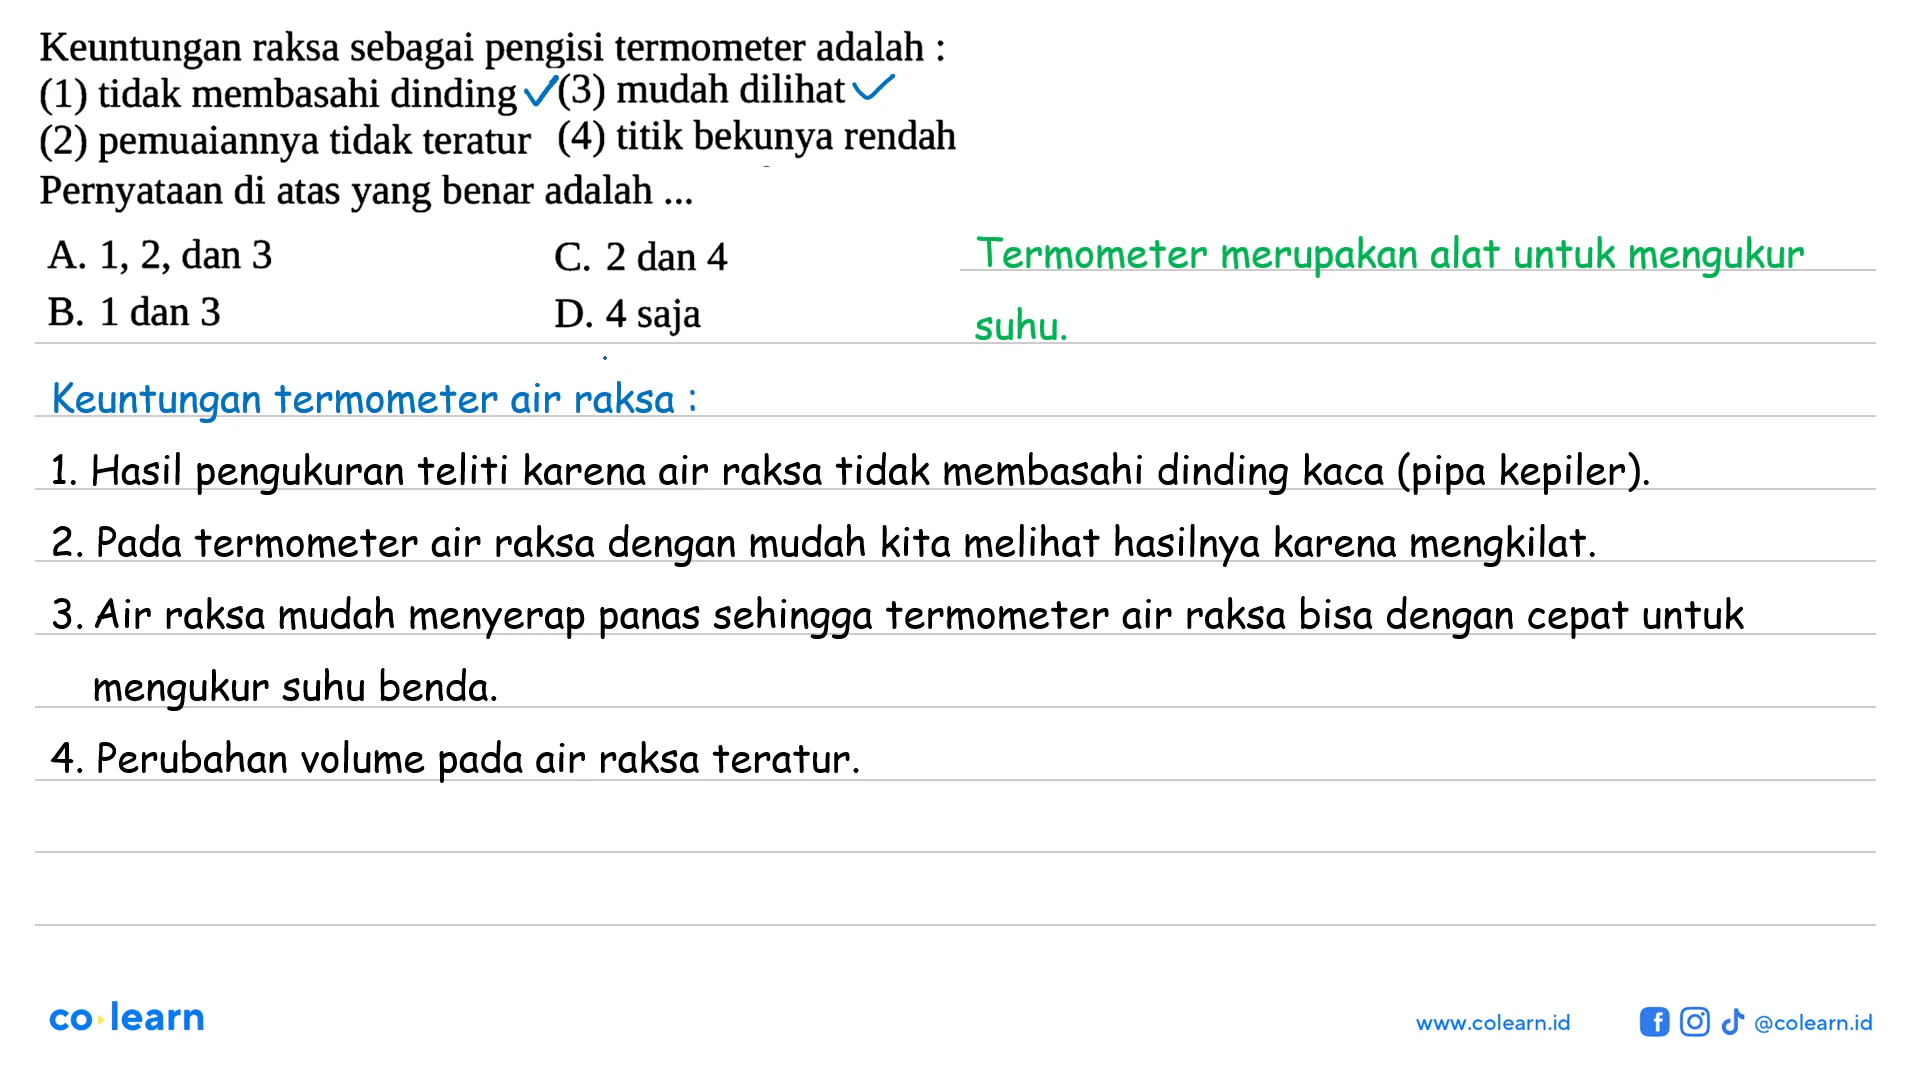 Keuntungan raksa sebagai pengisi termometer adalah :
(1) tidak membasahi dinding ✓ (3) mudah dilihat ✓
(2) pemuaiannya tidak teratur (4) titik bekunya rendah
Pernyataan di atas yang benar adalah ...
A. 1, 2, dan 3 C. 2 dan 4
B. 1 dan 3 D. 4 saja
Termometer merupakan alat untuk mengukur
suhu.
Keuntungan termometer air raksa :
1. Hasil pengukuran teliti karena air raksa tidak membasahi dinding kaca (pipa kepiler).
2. Pada termometer air raksa dengan mudah kita melihat hasilnya karena mengkilat.
3. Air raksa mudah menyerap panas sehingga termometer air raksa bisa dengan cepat untuk
mengukur suhu benda.
4. Perubahan volume pada air raksa teratur.
co learn
www.colearn.id @colearn.id